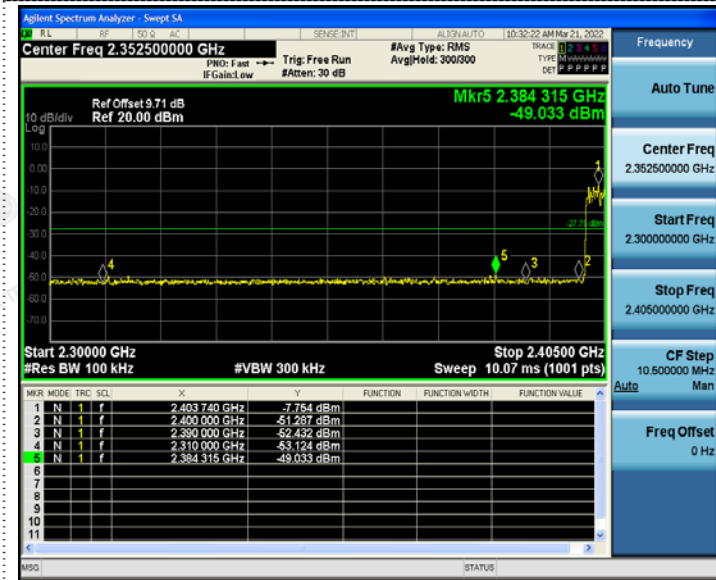 Agilent Spectrum Analyzer - Swept SA
RL RF 50 Ω AC SENSE:INT ALIGN AUTO 10:32:22 AM Mar 21, 2022
Center Freq 2.352500000 GHz
PNO: Fast
IFGain:Low
Trig: Free Run
#Atten: 30 dB
#Avg Type: RMS
Avg|Hold: 300/300
TRACE 1 2 3 4 5 6
TYPE M
DET P P P P P P
Frequency
Auto Tune
Center Freq
2.352500000 GHz
Start Freq
2.300000000 GHz
Stop Freq
2.405000000 GHz
CF Step
10.500000 MHz
Auto Man
Freq Offset
0 Hz
Mkr5 2.384 315 GHz
-49.033 dBm
Ref Offset 9.71 dB
10 dB/div Ref 20.00 dBm
Log
10.0
0.00
-10.0
-20.0
-30.0
-40.0
-50.0
-60.0
-70.0
-27.75 dBm
1
4
5
3
2
Start 2.30000 GHz Stop 2.40500 GHz
#Res BW 100 kHz #VBW 300 kHz Sweep 10.07 ms (1001 pts)
MKR MODE TRC SCL X Y FUNCTION FUNCTION WIDTH FUNCTION VALUE
1 N 1 f 2.403 740 GHz -7.754 dBm
2 N 1 f 2.400 000 GHz -51.287 dBm
3 N 1 f 2.390 000 GHz -52.432 dBm
4 N 1 f 2.310 000 GHz -53.124 dBm
5 N 1 f 2.384 315 GHz -49.033 dBm
6
7
8
9
10
11
MSG STATUS